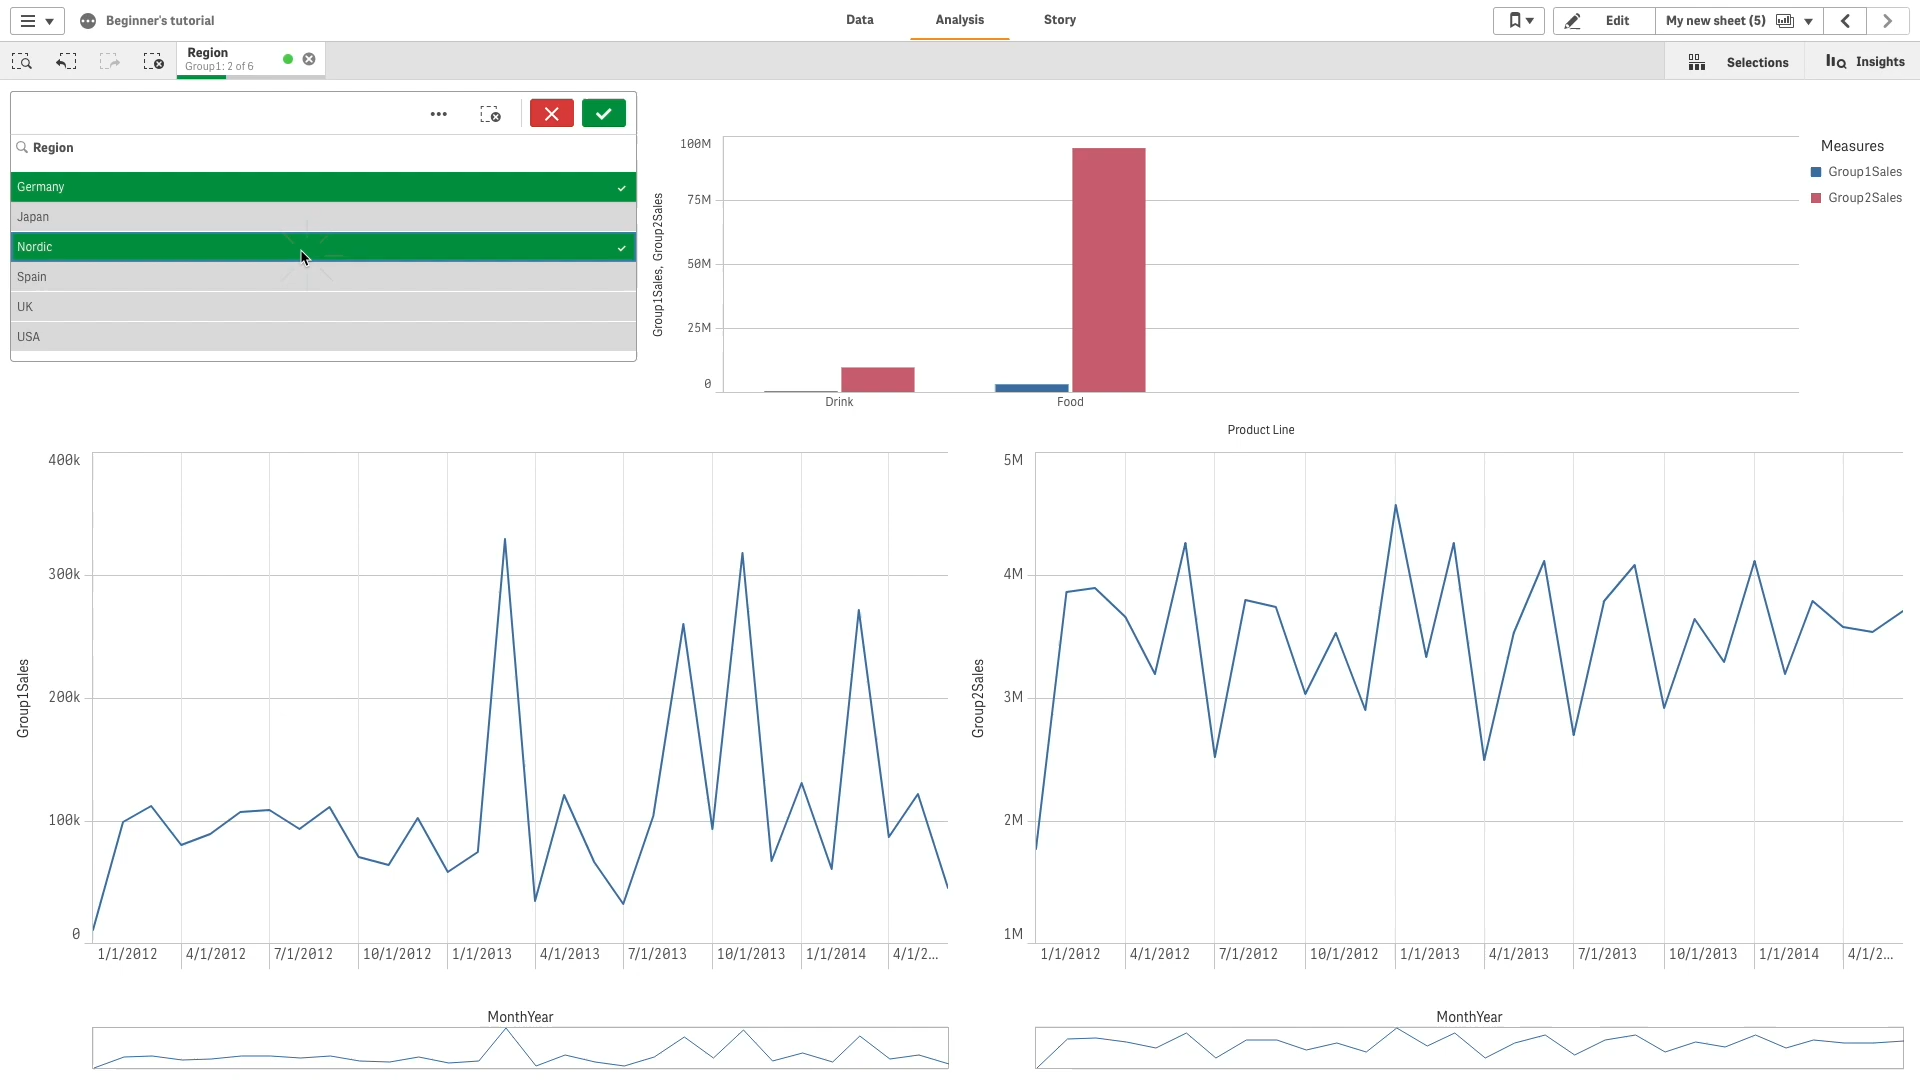 Beginner's tutorial
Data
Analysis
Story
Edit
My new sheet (5)
Region
Group1: 2 of 6
Selections
Insights
Region
Germany
Japan
Nordic
Spain
UK
USA
Group1Sales, Group2Sales
100M
75M
50M
25M
0
Drink
Food
Product Line
Measures
Group1Sales
Group2Sales
Group1Sales
400k
300k
200k
100k
0
1/1/2012 4/1/2012 7/1/2012 10/1/2012 1/1/2013 4/1/2013 7/1/2013 10/1/2013 1/1/2014 4/1/2...
MonthYear
Group2Sales
5M
4M
3M
2M
1M
1/1/2012 4/1/2012 7/1/2012 10/1/2012 1/1/2013 4/1/2013 7/1/2013 10/1/2013 1/1/2014 4/1/2...
MonthYear